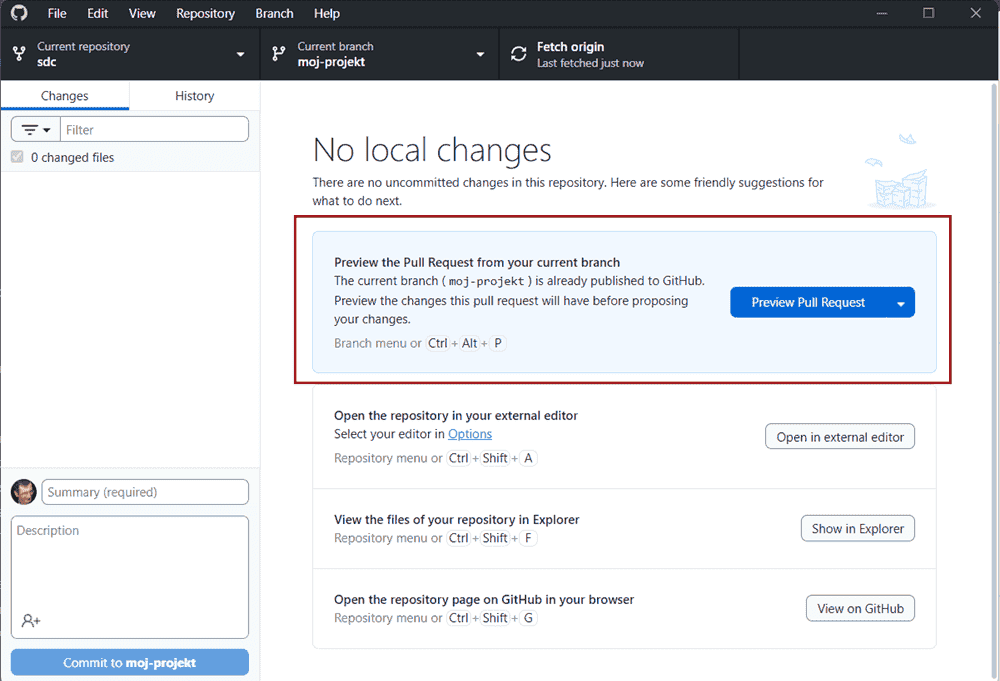 File Edit View Repository Branch Help
Current repository
sdc
Current branch
moj-projekt
Fetch origin
Last fetched just now
Changes
History
Filter
0 changed files
No local changes
There are no uncommitted changes in this repository. Here are some friendly suggestions for
what to do next.
Preview the Pull Request from your current branch
The current branch ( moj-projekt ) is already published to GitHub.
Preview the changes this pull request will have before proposing
your changes.
Branch menu or Ctrl + Alt + P
Preview Pull Request
Open the repository in your external editor
Select your editor in Options
Repository menu or Ctrl + Shift + A
Open in external editor
View the files of your repository in Explorer
Repository menu or Ctrl + Shift + F
Show in Explorer
Open the repository page on GitHub in your browser
Repository menu or Ctrl + Shift + G
View on GitHub
Summary (required)
Description
Commit to moj-projekt